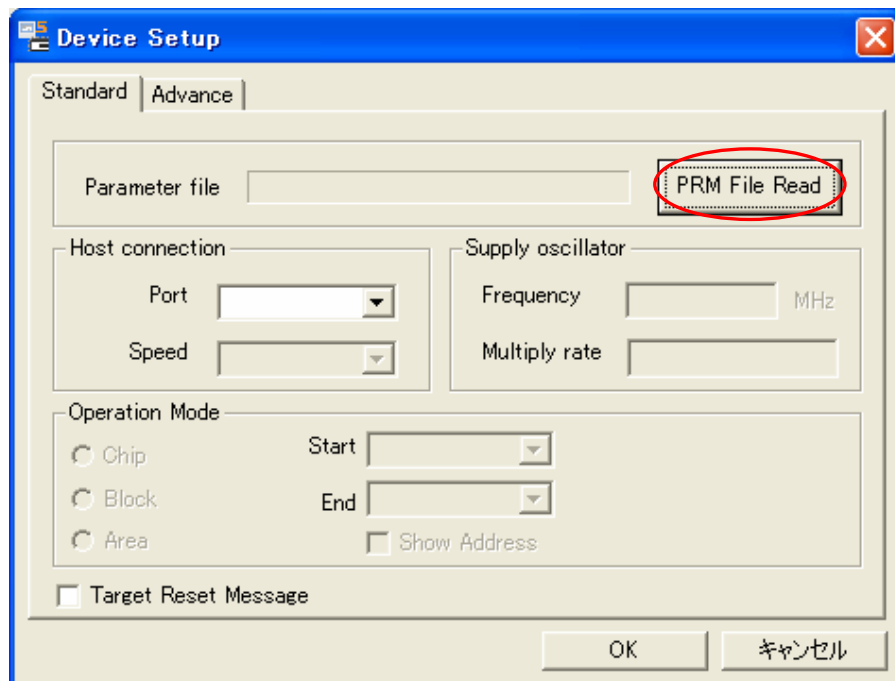 Device Setup
Standard Advance
Parameter file PRM File Read
Host connection
Port
Speed
Supply oscillator
Frequency MHz
Multiply rate
Operation Mode
Chip
Block
Area
Start
End
Show Address
Target Reset Message
OK キャンセル